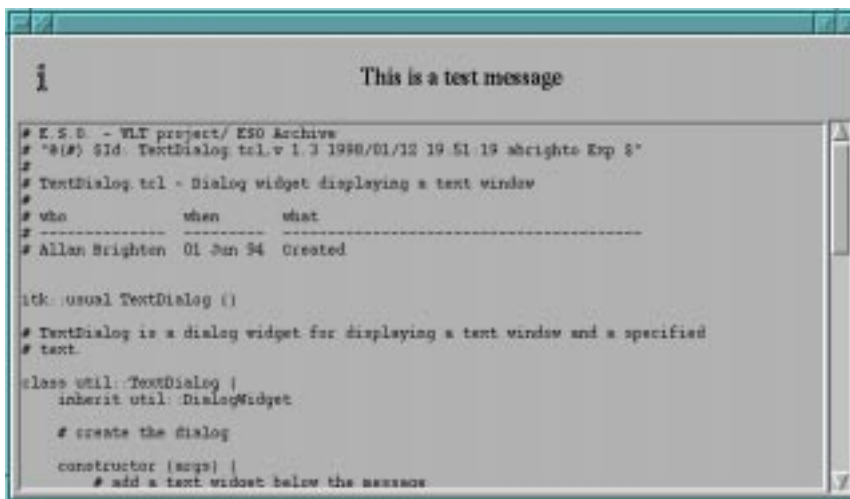 i
This is a test message
# E.S.O. - VLT project/ ESO Archive
# "@(#) $Id: TextDialog.tcl,v 1.3 1998/01/12 19:51:19 abrighto Exp $"
#
# TextDialog.tcl - Dialog widget displaying a text window
#
# who             when       what
# --------------  ---------  ----------------------------------------
# Allan Brighton  01 Jun 94  Created
itk::usual TextDialog {}
# TextDialog is a dialog widget for displaying a text window and a specified
# text.
class util::TextDialog {
    inherit util::DialogWidget
    # create the dialog
    constructor {args} {
        # add a text widget below the message